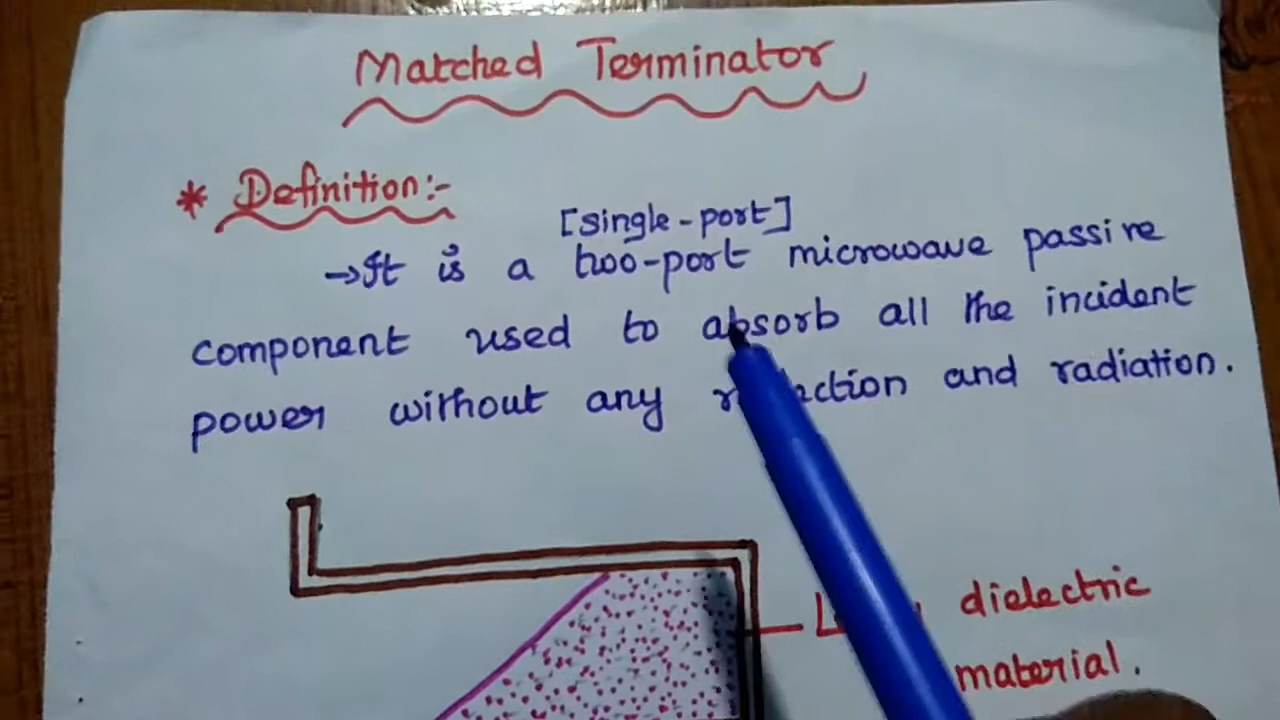 Matched Terminator
* Definition:-
[single-port]
→It is a two-port microwave passive
component used to absorb all the incident
power without any and radiation.
dielectric
material.